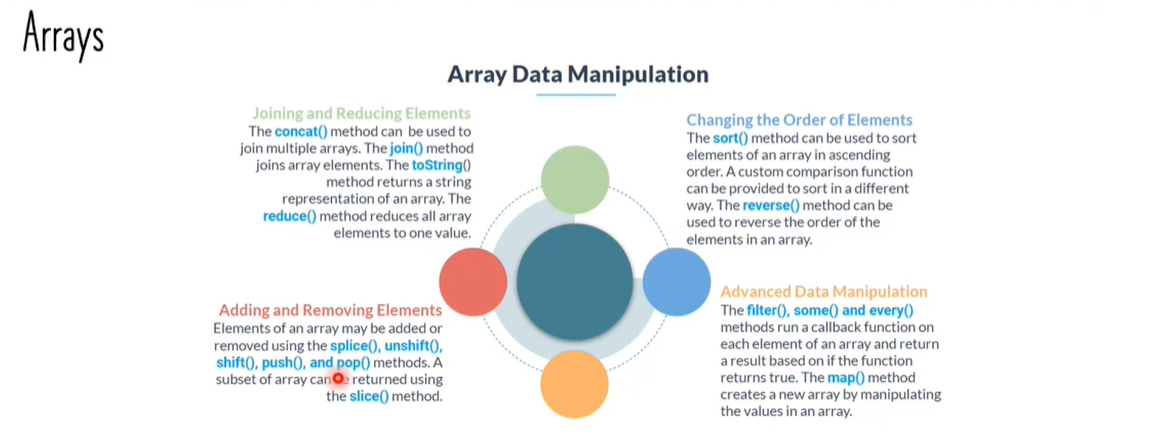 Arrays
Array Data Manipulation
Joining and Reducing Elements
The concat() method can be used to
join multiple arrays. The join() method
joins array elements. The toString()
method returns a string
representation of an array. The
reduce() method reduces all array
elements to one value.
Changing the Order of Elements
The sort() method can be used to sort
elements of an array in ascending
order. A custom comparison function
can be provided to sort in a different
way. The reverse() method can be
used to reverse the order of the
elements in an array.
Adding and Removing Elements
Elements of an array may be added or
removed using the splice(), unshift(),
shift(), push(), and pop() methods. A
subset of array can returned using
the slice() method.
Advanced Data Manipulation
The filter(), some() and every()
methods run a callback function on
each element of an array and return
a result based on if the function
returns true. The map() method
creates a new array by manipulating
the values in an array.